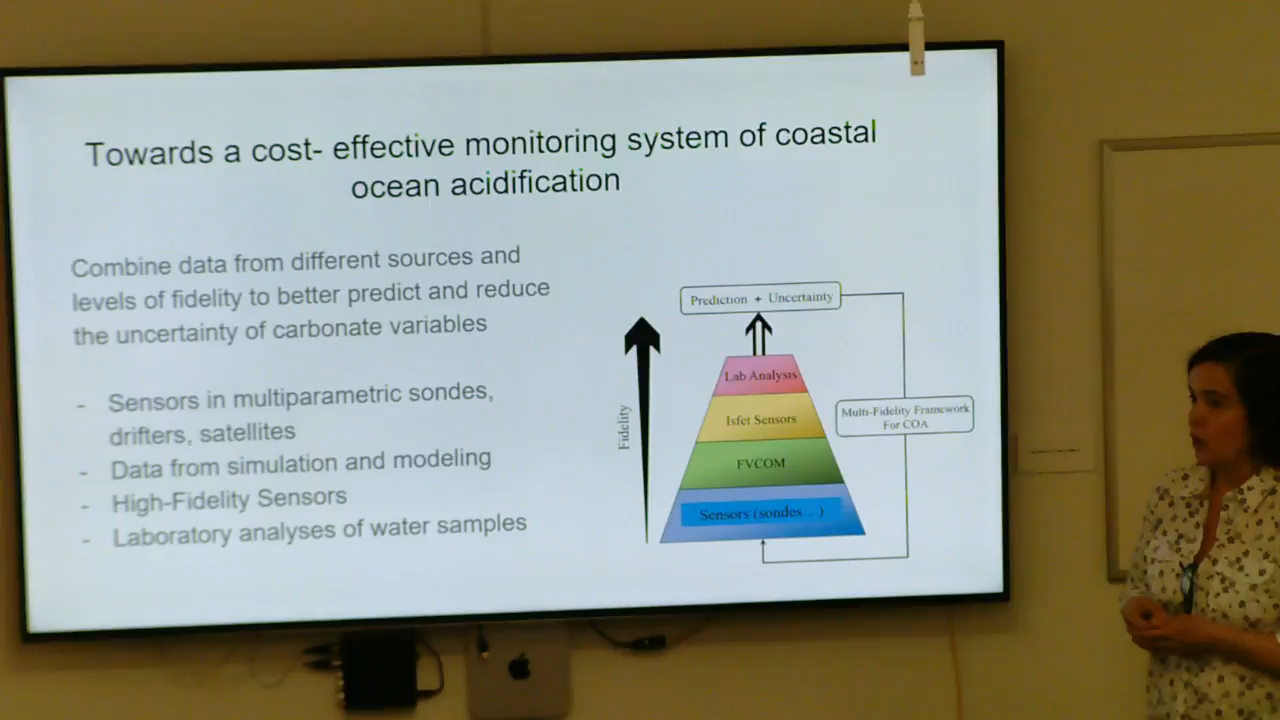 Towards a cost- effective monitoring system of coastal
ocean acidification
Combine data from different sources and
levels of fidelity to better predict and reduce
the uncertainty of carbonate variables
- Sensors in multiparametric sondes,
drifters, satellites
- Data from simulation and modeling
- High-Fidelity Sensors
- Laboratory analyses of water samples
Fidelity
Prediction + Uncertainty
Lab Analysis
Isfet Sensors
FVCOM
Sensors (sondes... )
Multi-Fidelity Framework
For COA